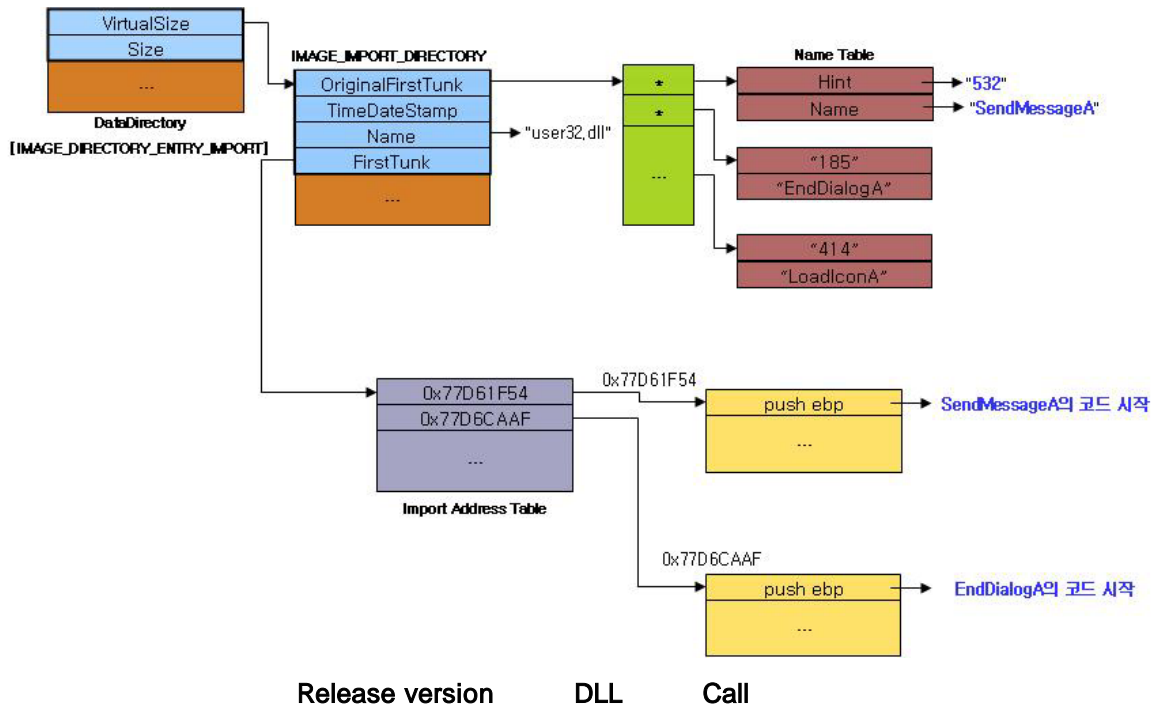 VirtualSize
Size
...
DataDirectory
[IMAGE_DIRECTORY_ENTRY_IMPORT]
IMAGE_IMPORT_DIRECTORY
OriginalFirstTunk
TimeDateStamp
Name
FirstTunk
...
"user32.dll"
*
*
...
Name Table
Hint
Name
"532"
"SendMessageA"
"185"
"EndDialogA"
"414"
"LoadIconA"
0x77D61F54
0x77D6CAAF
...
Import Address Table
0x77D61F54
push ebp
...
SendMessageA의 코드 시작
0x77D6CAAF
push ebp
...
EndDialogA의 코드 시작
Release version DLL Call